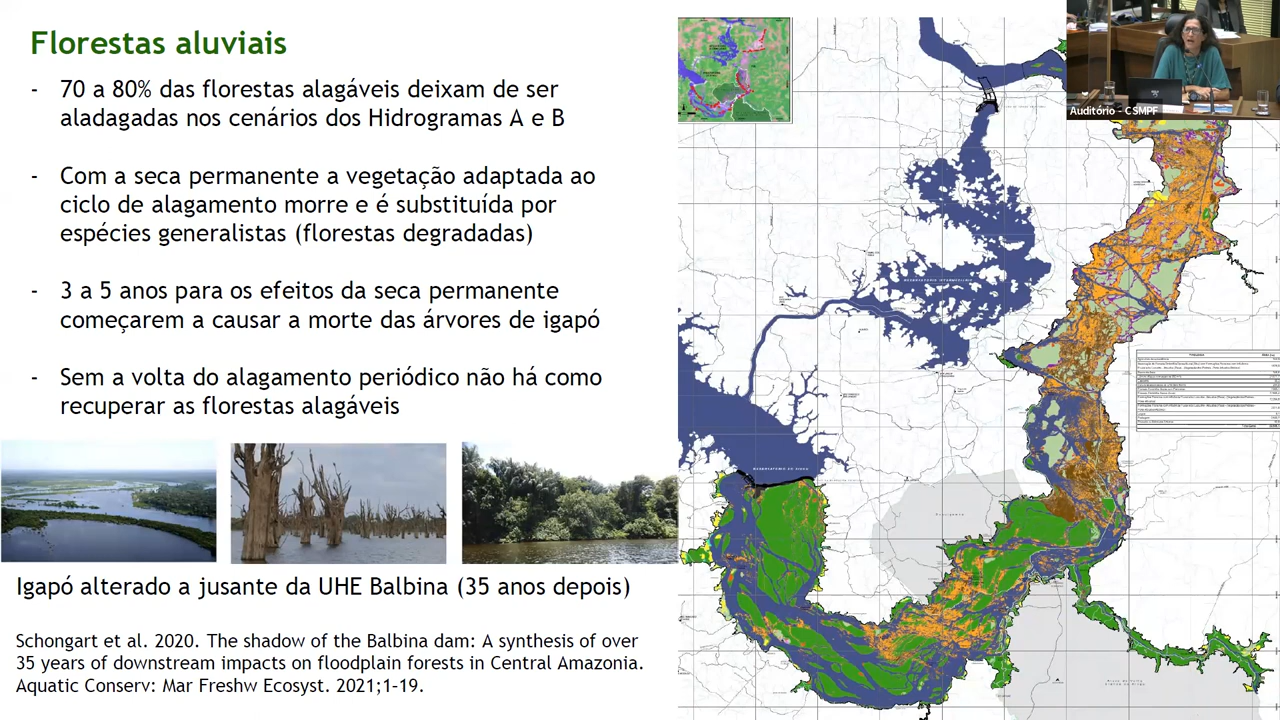 Florestas aluviais
- 70 a 80% das florestas alagáveis deixam de ser
aladagadas nos cenários dos Hidrogramas A e B
- Com a seca permanente a vegetação adaptada ao
ciclo de alagamento morre e é substituída por
espécies generalistas (florestas degradadas)
- 3 a 5 anos para os efeitos da seca permanente
começarem a causar a morte das árvores de igapó
- Sem a volta do alagamento periódico não há como
recuperar as florestas alagáveis
Igapó alterado a jusante da UHE Balbina (35 anos depois)
Schongart et al. 2020. The shadow of the Balbina dam: A synthesis of over
35 years of downstream impacts on floodplain forests in Central Amazonia.
Aquatic Conserv: Mar Freshw Ecosyst. 2021;1-19.
Auditório - CSMPF
RESERVATÓRIO INTERMEDIÁRIO
RESERVATÓRIO DO XINGU